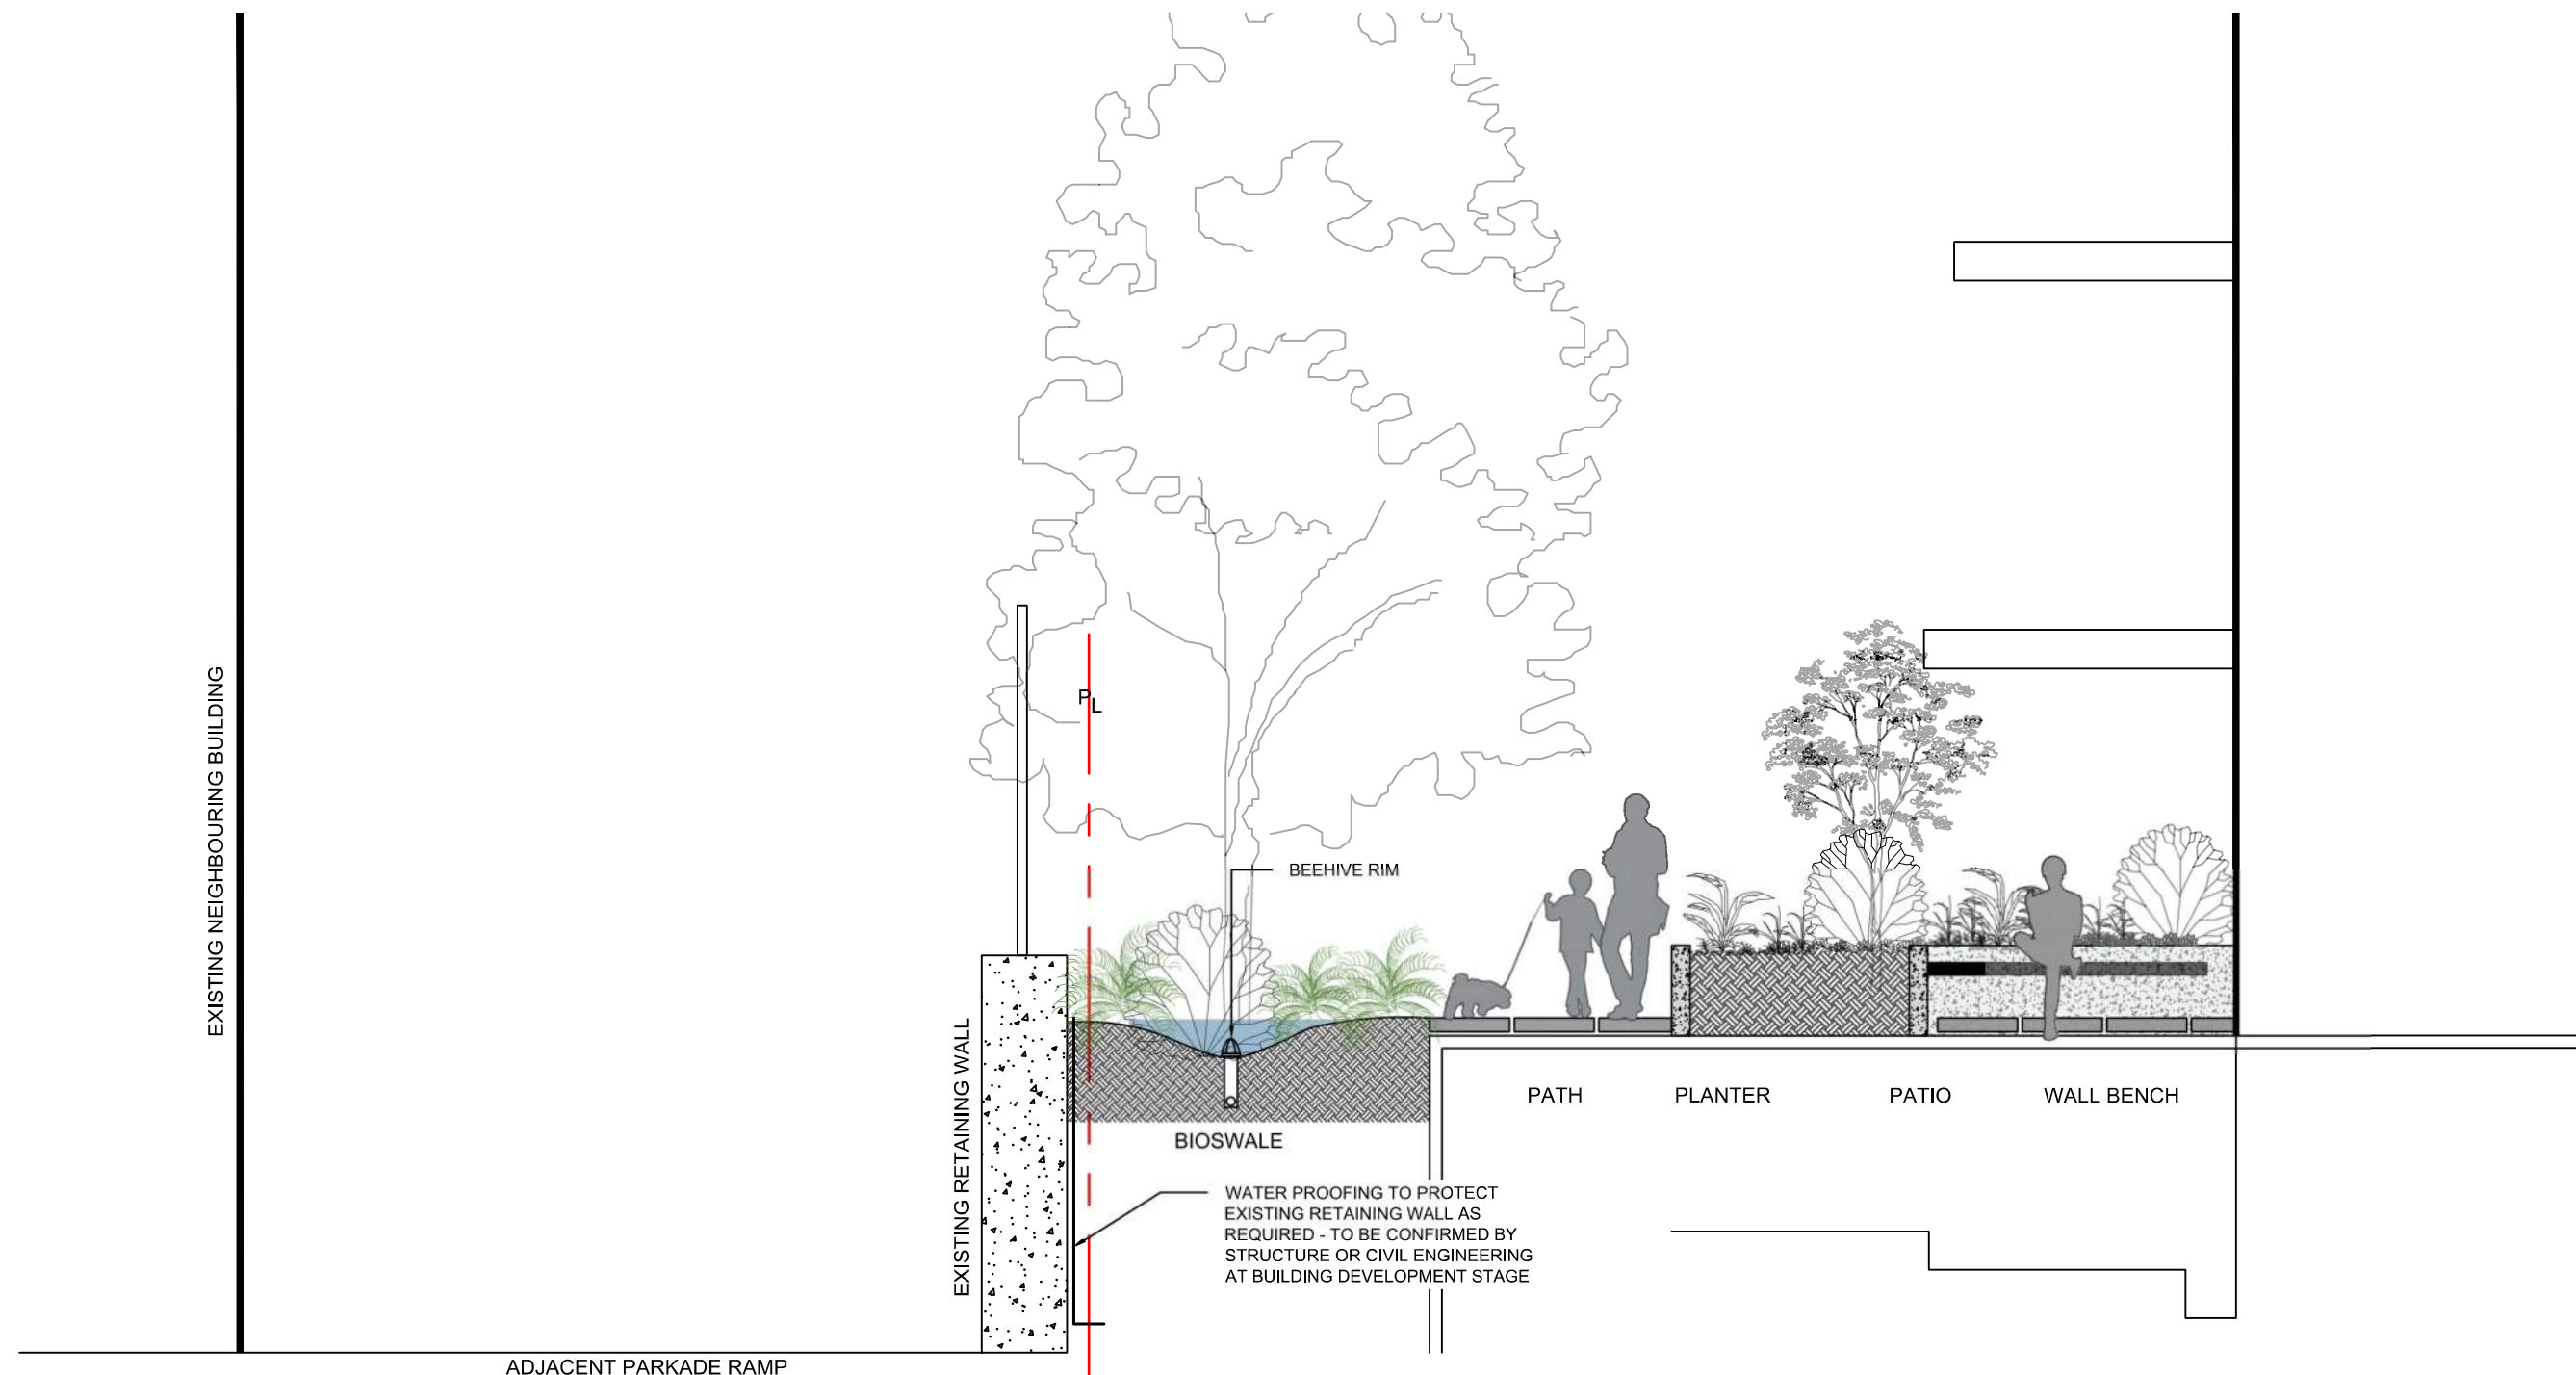 EXISTING NEIGHBOURING BUILDING
PL
BEEHIVE RIM
EXISTING RETAINING WALL
PATH
PLANTER
PATIO
WALL BENCH
BIOSWALE
WATER PROOFING TO PROTECT
EXISTING RETAINING WALL AS
REQUIRED - TO BE CONFIRMED BY
STRUCTURE OR CIVIL ENGINEERING
AT BUILDING DEVELOPMENT STAGE
ADJACENT PARKADE RAMP